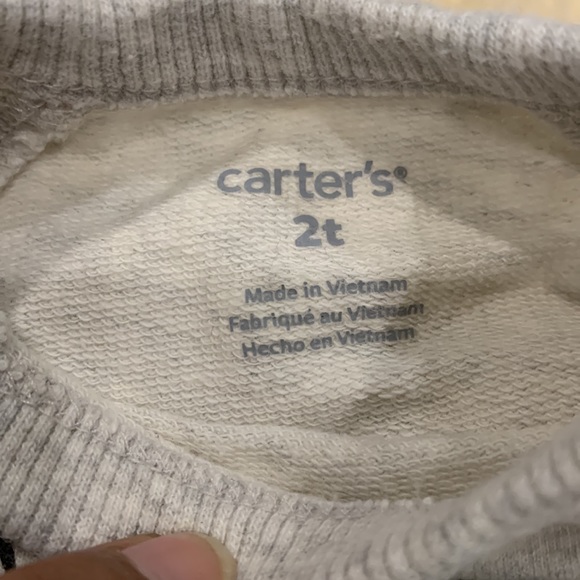 carter's®
2t
Made in Vietnam
Fabriqué au Vietnam
Hecho en Vietnam